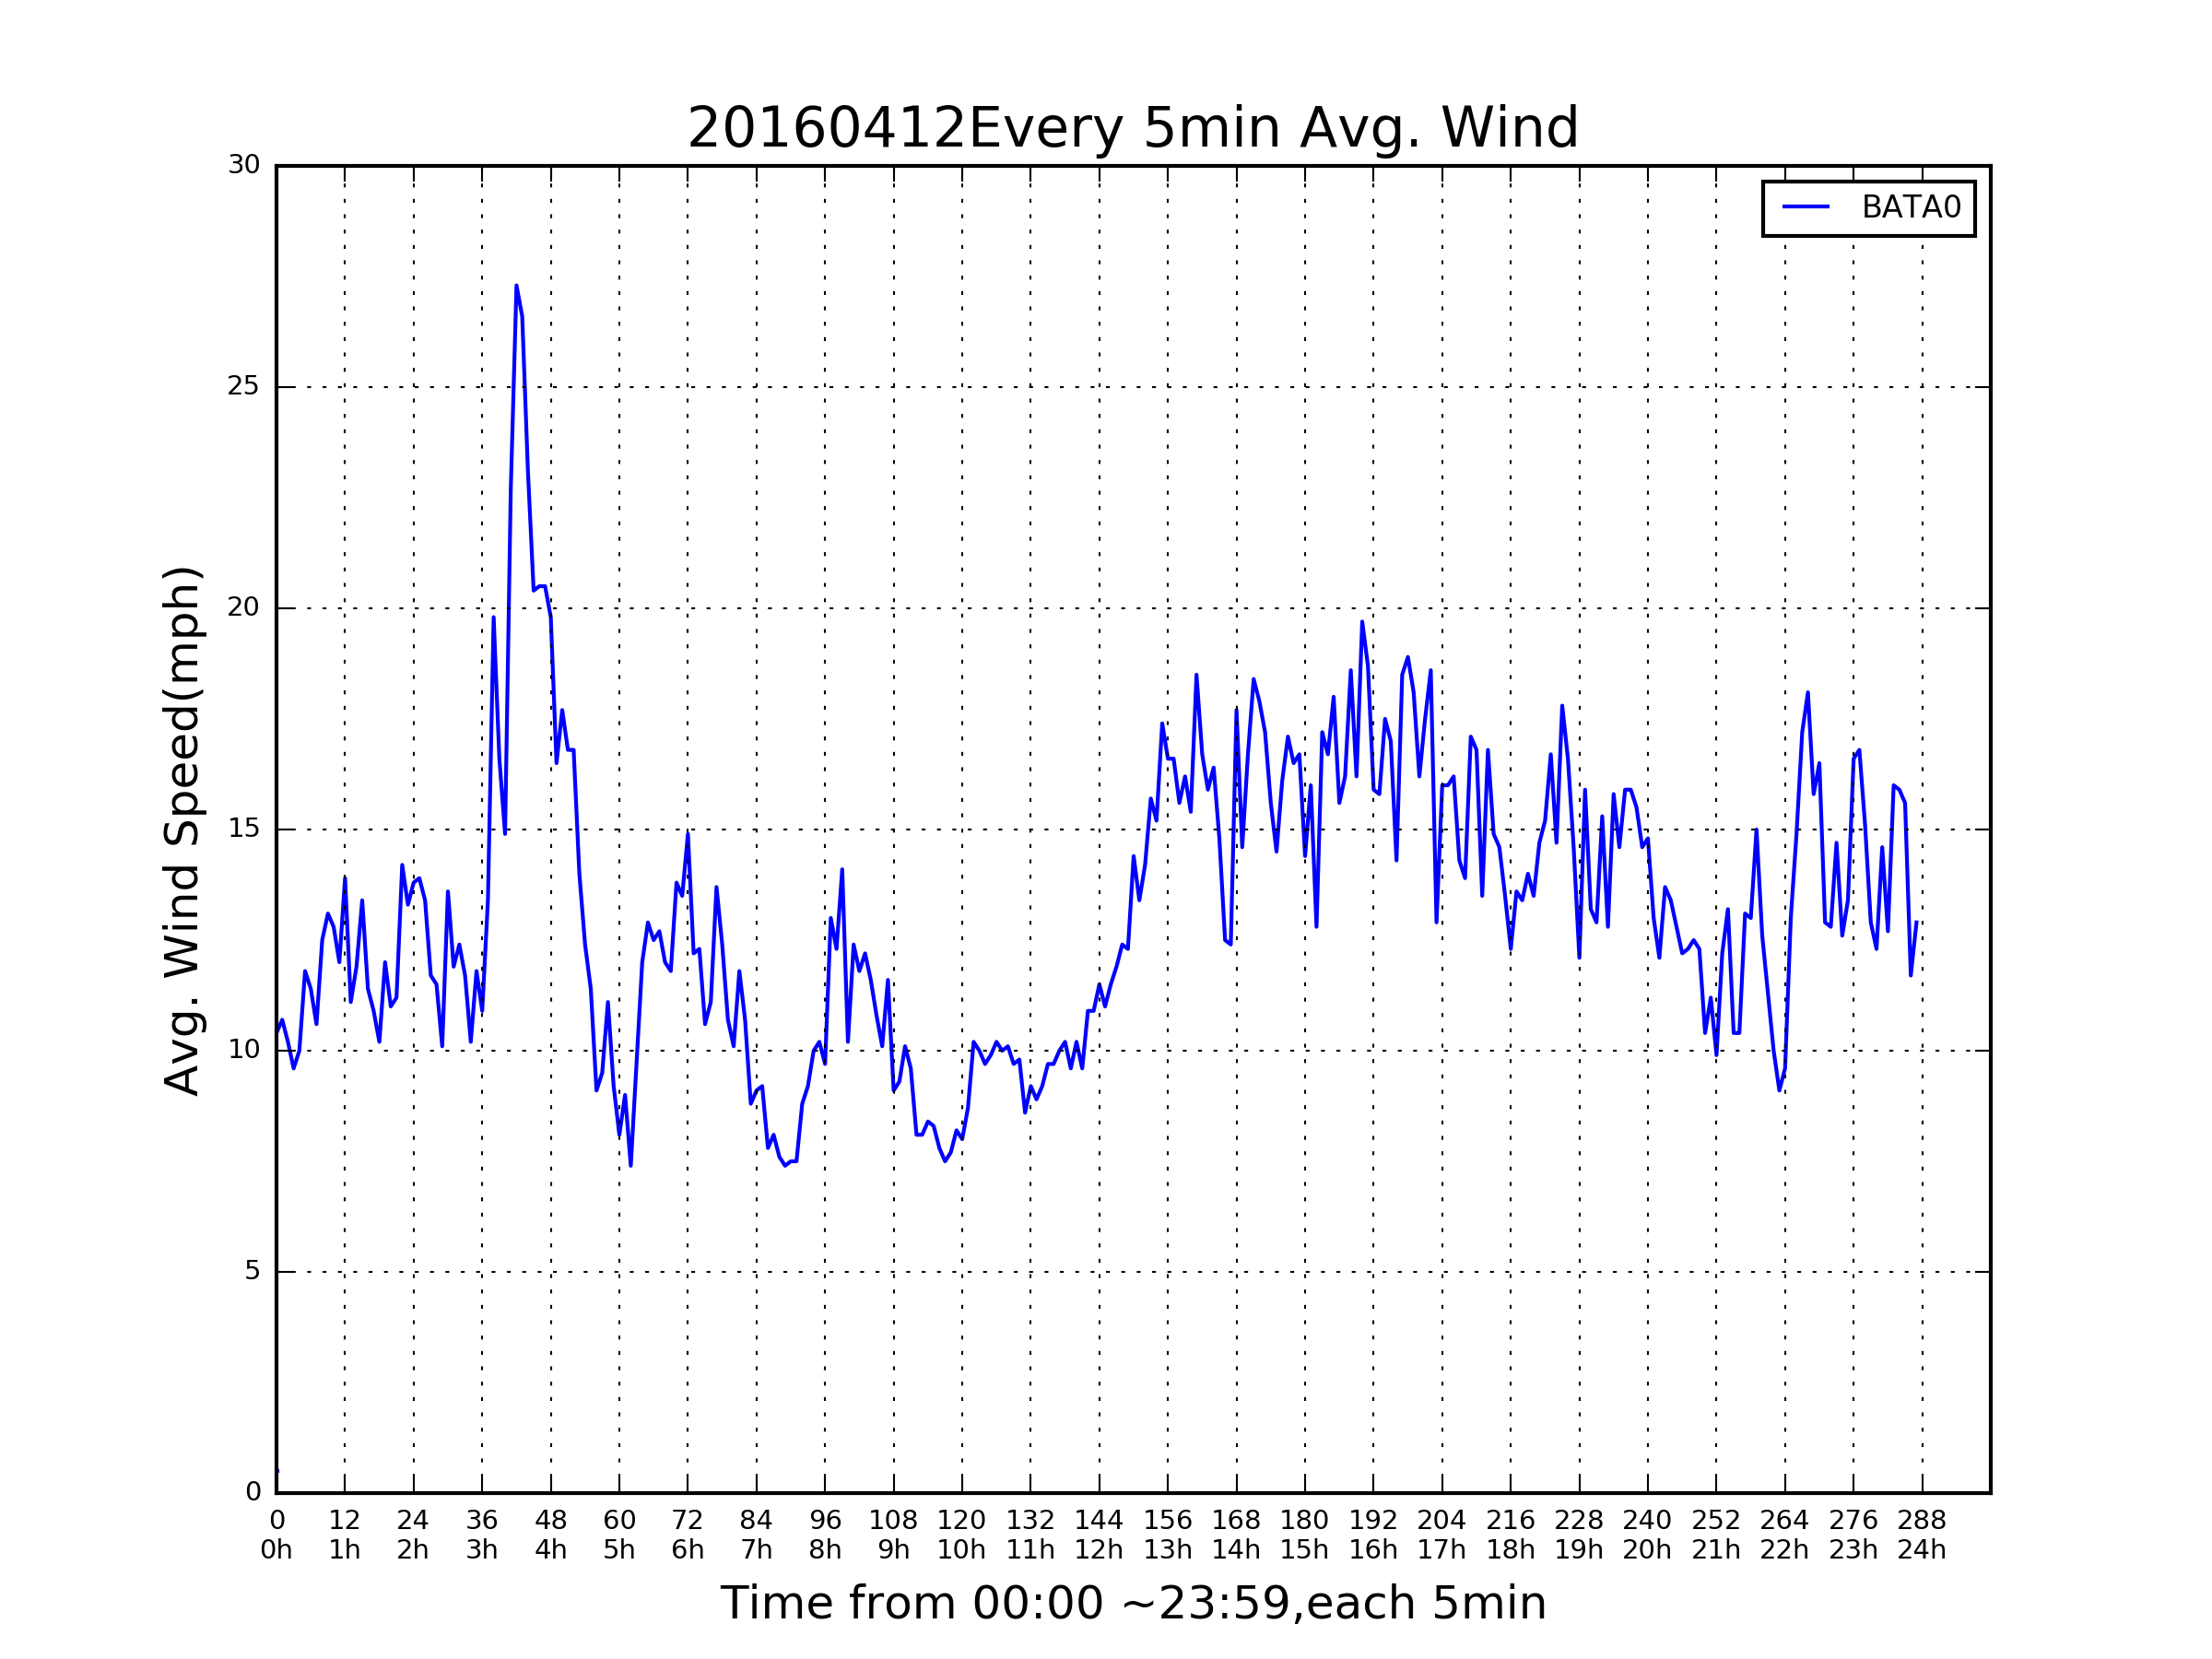 20160412Every 5min Avg. Wind
BATA0
Avg. Wind Speed(mph)
30
25
20
15
10
5
0
0 12 24 36 48 60 72 84 96 108 120 132 144 156 168 180 192 204 216 228 240 252 264 276 288
0h 1h 2h 3h 4h 5h 6h 7h 8h 9h 10h 11h 12h 13h 14h 15h 16h 17h 18h 19h 20h 21h 22h 23h 24h
Time from 00:00 ~23:59,each 5min